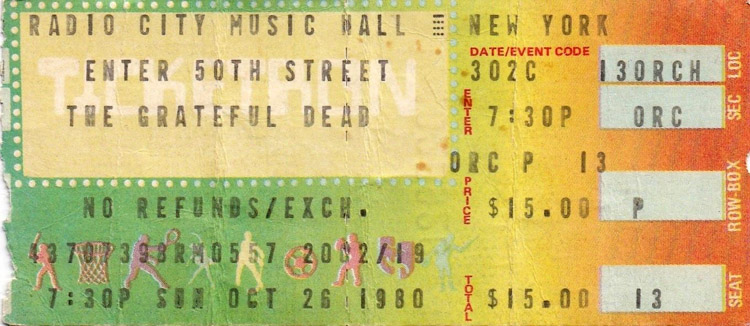 RADIO CITY MUSIC HALL NEW YORK
TICKETRON
ENTER 50TH STREET
THE GRATEFUL DEAD
NO REFUNDS/EXCH.
7:30P SUN OCT 26 1980
DATE/EVENT CODE
302C 130RCH
ENTER 7:30P ORC
ORC P 13
PRICE $15.00 P
TOTAL $15.00 13
LOC
SEC
ROW-BOX
SEAT